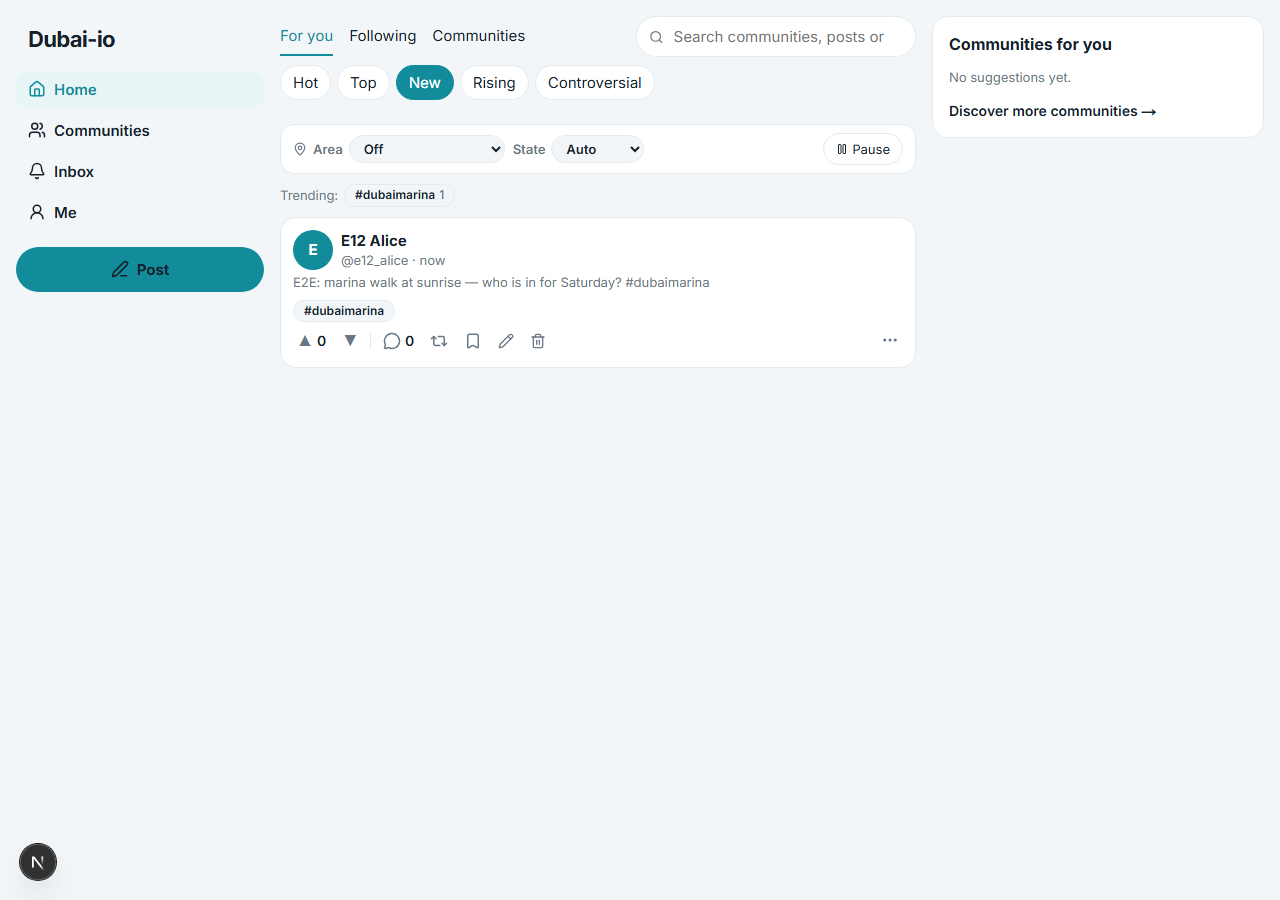 Dubai-io
Home
Communities
Inbox
Me
Post
For you Following Communities
Search communities, posts or
Hot Top New Rising Controversial
Area Off State Auto Pause
Trending: #dubaimarina 1
E
E12 Alice
@e12_alice · now
E2E: marina walk at sunrise — who is in for Saturday? #dubaimarina
#dubaimarina
0 0
Communities for you
No suggestions yet.
Discover more communities →
N